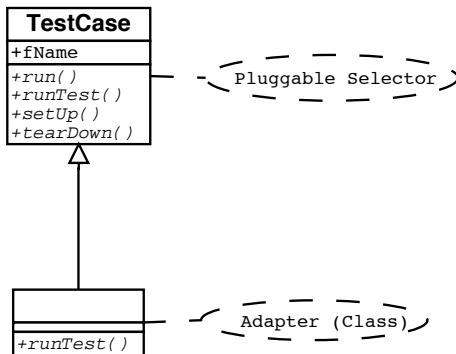 TestCase
+fName
+run()
+runTest()
+setUp()
+tearDown()
Pluggable Selector
+runTest()
Adapter (Class)